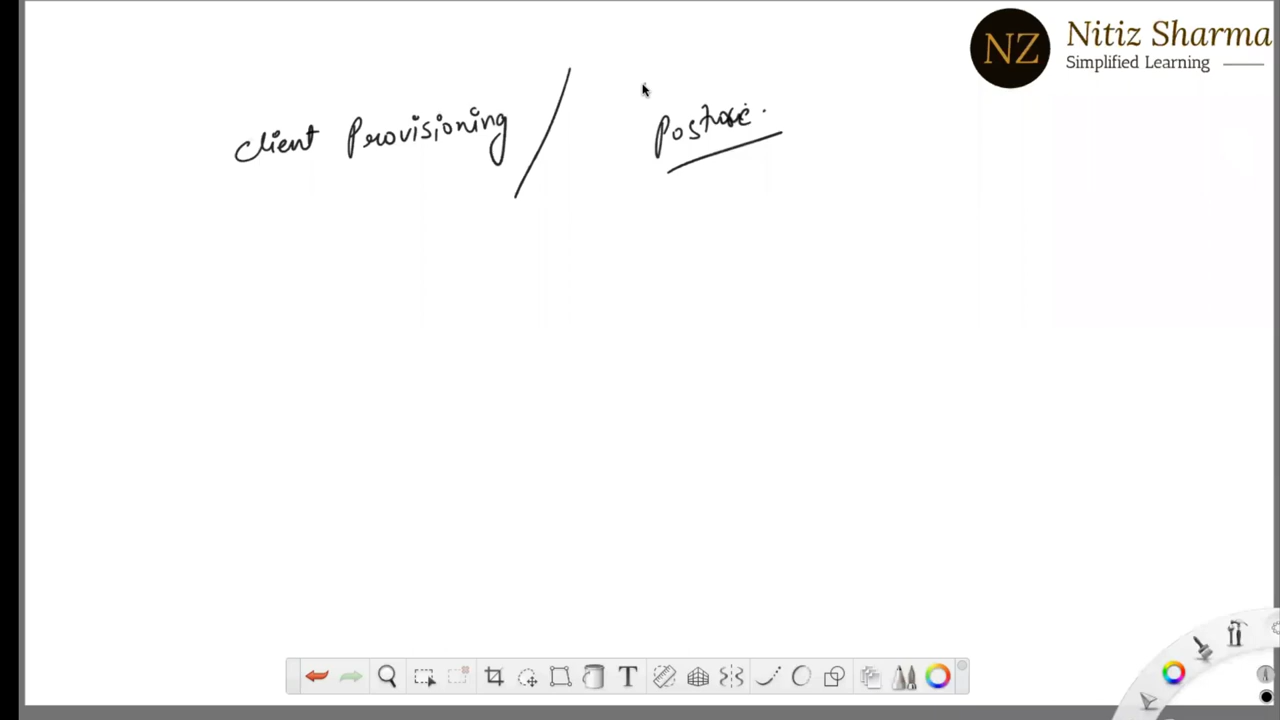 NZ Nitiz Sharma
Simplified Learning
Client Provisioning / Posture.
T